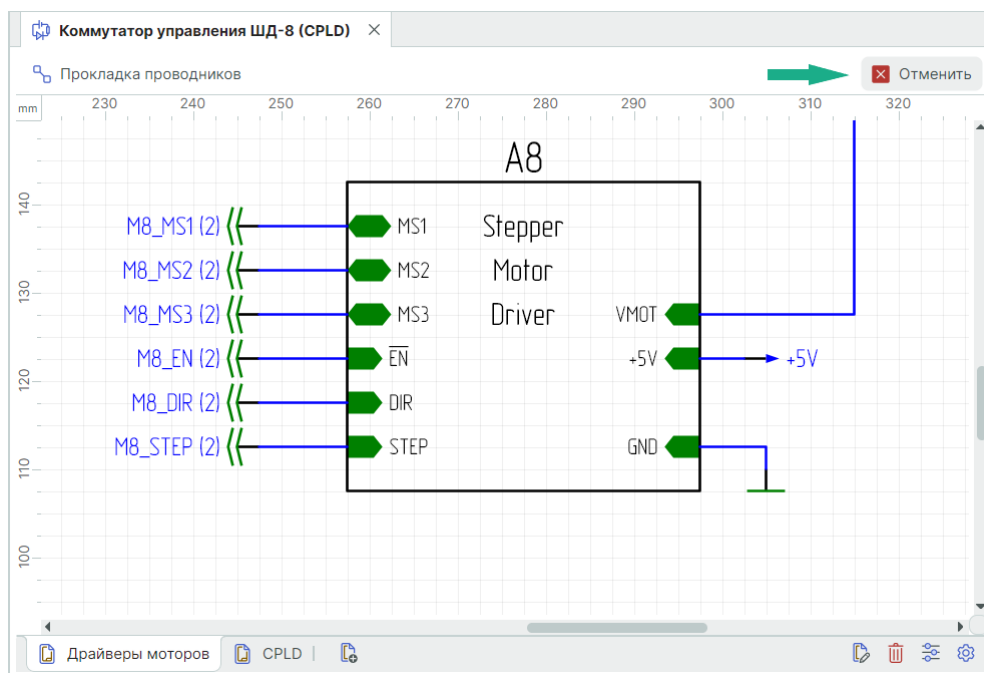 Коммутатор управления ШД-8 (CPLD)
Прокладка проводников
Отменить
mm 230 240 250 260 270 280 290 300 310 320
140
130
120
110
100
A8
M8_MS1 (2) MS1 Stepper
M8_MS2 (2) MS2 Motor
M8_MS3 (2) MS3 Driver VMOT
M8_EN (2) EN +5V +5V
M8_DIR (2) DIR
M8_STEP (2) STEP GND
Драйверы моторов CPLD